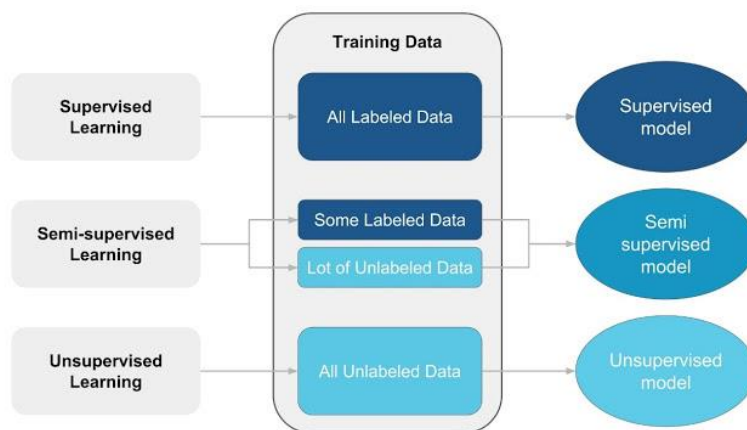 Training Data
Supervised
Learning
All Labeled Data
Supervised
model
Semi-supervised
Learning
Some Labeled Data
Lot of Unlabeled Data
Semi
supervised
model
Unsupervised
Learning
All Unlabeled Data
Unsupervised
model